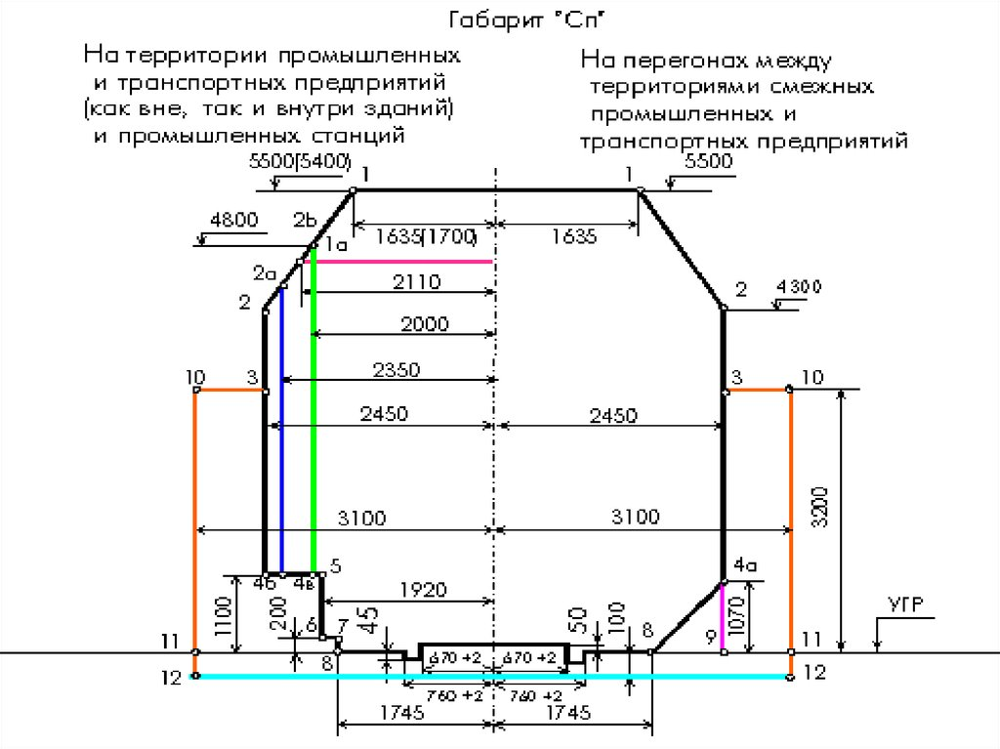 Габарит "Сп"
На территории промышленных
и транспортных предприятий
(как вне, так и внутри зданий)
и промышленных станций
На перегонах между
территориями смежных
промышленных и
транспортных предприятий
5500(5400) 1 1 5500
4800 2b 1а 1635(1700) 1635
2а 2110
2 2 4300
2000
10 3 2350 3 10
2450 2450
3100 3100 3200
4б 4в 5 4а
1920
1100 200 6 7 45 50 100 8 1070 УГР
11 8 670 +2 670 +2 9 11
12 760 +2 760 +2 12
1745 1745